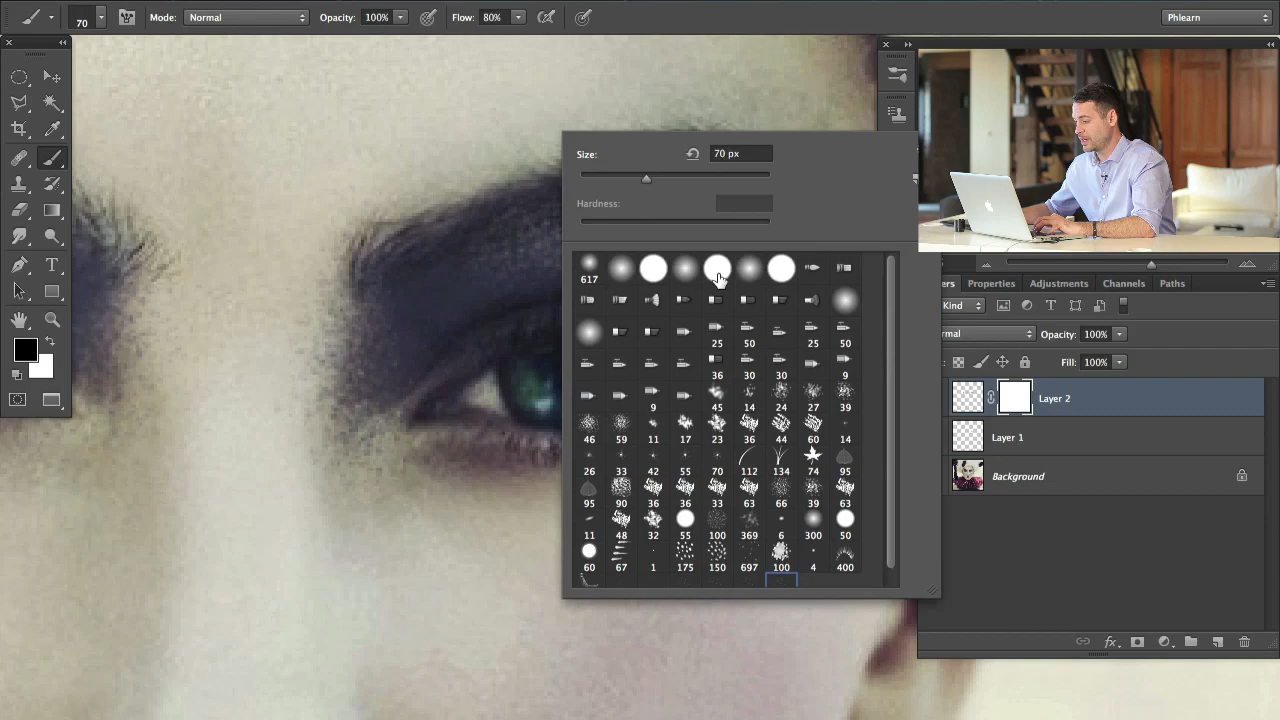 70
Mode: Normal
Opacity: 100%
Flow: 80%
Phlearn
Size: 70 px
Hardness:
617
25 50 25 50
36 30 30 9
9 45 14 24 27 39
46 59 11 17 23 36 44 60 14
26 33 42 55 70 112 134 74 95
95 90 36 36 33 63 66 39 63
11 48 32 55 100 369 6 300 50
60 67 1 175 150 697 100 4 400
ers Properties Adjustments Channels Paths
Kind
T
rmal Opacity: 100%
Fill: 100%
Layer 2
Layer 1
Background
fx